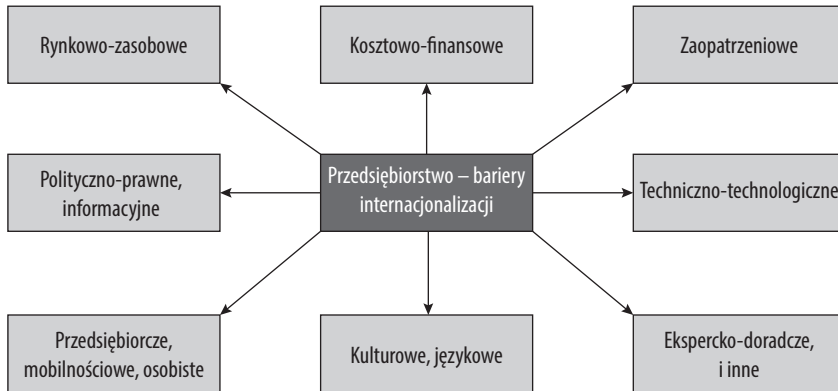 Rynkowo-zasobowe
Kosztowo-finansowe
Zaopatrzeniowe
Polityczno-prawne,
informacyjne
Przedsiębiorstwo – bariery
internacjonalizacji
Techniczno-technologiczne
Przedsiębiorcze,
mobilnościowe, osobiste
Kulturowe, językowe
Ekspercko-doradcze,
i inne